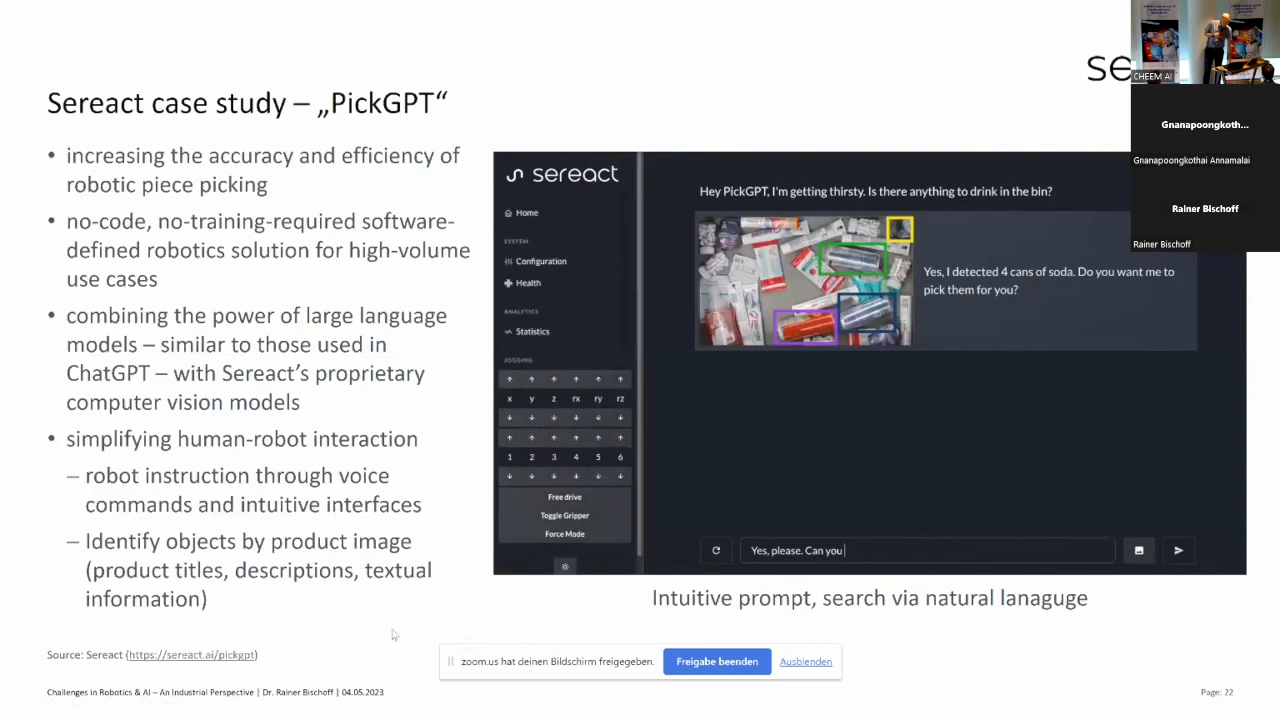 se
CHEEM AI
Sereact case study – „PickGPT“
Gnanapoongkoth...
Gnanapoongkothai Annamalai
Rainer Bischoff
Rainer Bischoff
• increasing the accuracy and efficiency of
robotic piece picking
• no-code, no-training-required software-
defined robotics solution for high-volume
use cases
• combining the power of large language
models – similar to those used in
ChatGPT – with Sereact’s proprietary
computer vision models
• simplifying human-robot interaction
– robot instruction through voice
commands and intuitive interfaces
– Identify objects by product image
(product titles, descriptions, textual
information)
sereact
Home
SYSTEM
Configuration
Health
ANALYTICS
Statistics
JOGGING
x y z rx ry rz
1 2 3 4 5 6
Free drive
Toggle Gripper
Force Mode
Hey PickGPT, I'm getting thirsty. Is there anything to drink in the bin?
Yes, I detected 4 cans of soda. Do you want me to
pick them for you?
Yes, please. Can you
Intuitive prompt, search via natural lanaguge
Source: Sereact (https://sereact.ai/pickgpt)
zoom.us hat deinen Bildschirm freigegeben. Freigabe beenden Ausblenden
Challenges in Robotics & AI – An Industrial Perspective | Dr. Rainer Bischoff | 04.05.2023
Page: 22